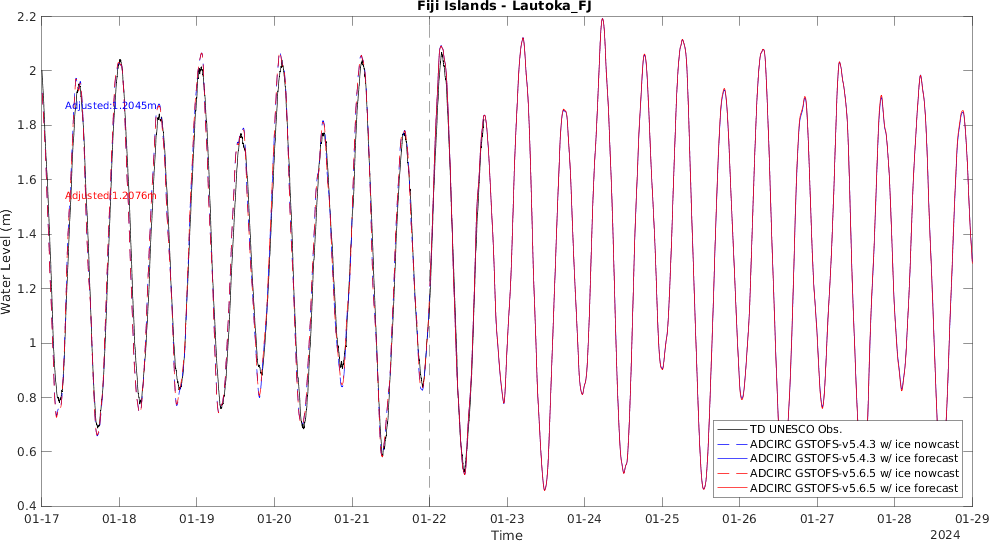 Fiji Islands - Lautoka_FJ
2.2
2
1.8
1.6
1.4
1.2
1
0.8
0.6
0.4
Water Level (m)
Adjusted:1.2045m
Adjusted:1.2076m
TD UNESCO Obs.
ADCIRC GSTOFS-v5.4.3 w/ ice nowcast
ADCIRC GSTOFS-v5.4.3 w/ ice forecast
ADCIRC GSTOFS-v5.6.5 w/ ice nowcast
ADCIRC GSTOFS-v5.6.5 w/ ice forecast
01-17 01-18 01-19 01-20 01-21 01-22 01-23 01-24 01-25 01-26 01-27 01-28 01-29
Time
2024